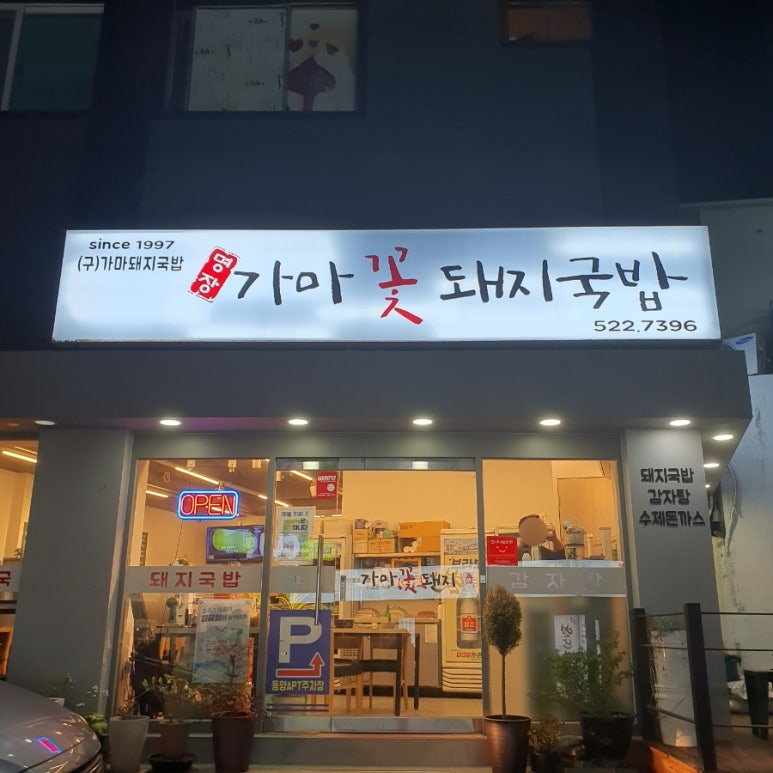 since 1997
(구)가마돼지국밥
명장
가마꽃돼지국밥
522.7396
돼지국밥
감자탕
수제돈까스
OPEN
국
돼지국밥
가마꽃돼지
감자탕
P
동양APT주차장